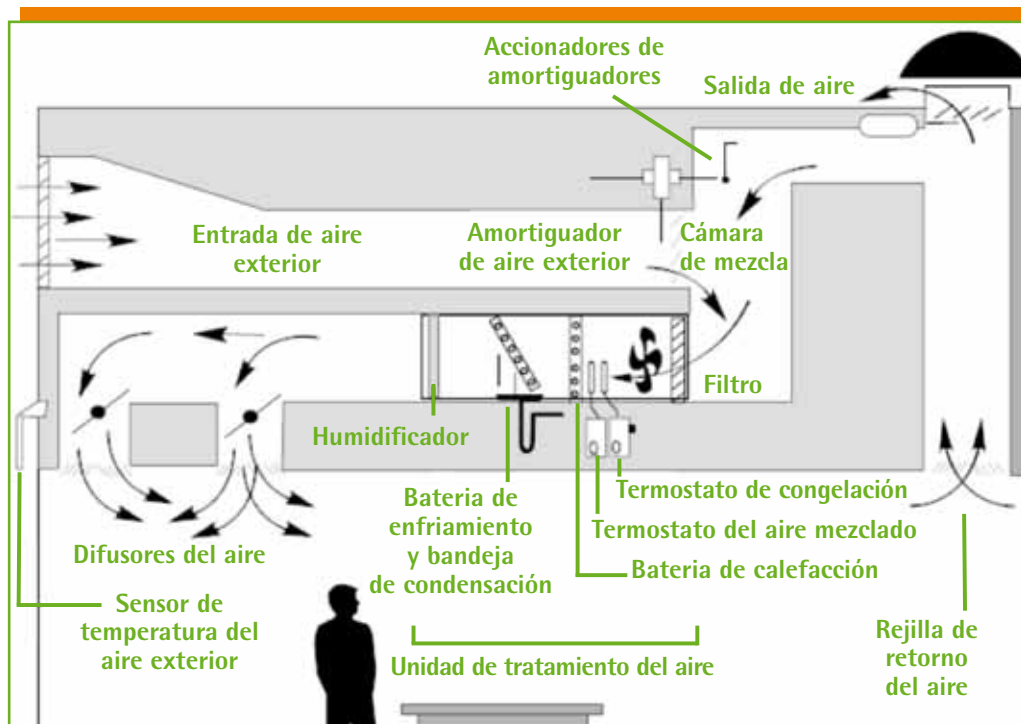 Accionadores de
amortiguadores
Salida de aire
Entrada de aire
exterior
Amortiguador
de aire exterior
Cámara
de mezcla
Filtro
Humidificador
Termostato de congelación
Termostato del aire mezclado
Bateria de calefacción
Bateria de
enfriamiento
y bandeja
de condensación
Difusores del aire
Sensor de
temperatura del
aire exterior
Unidad de tratamiento del aire
Rejilla de
retorno
del aire